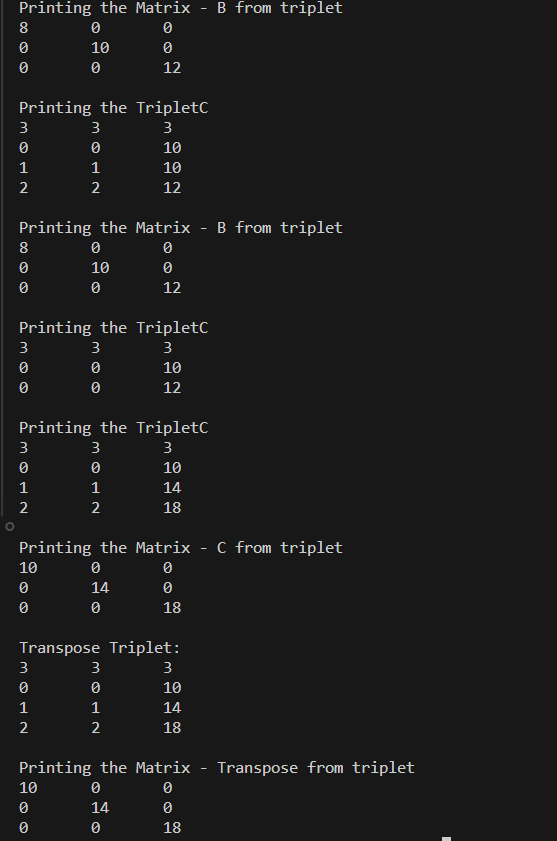 Printing the Matrix - B from triplet
8 0 0
0 10 0
0 0 12
Printing the TripletC
3 3 3
0 0 10
1 1 10
2 2 12
Printing the Matrix - B from triplet
8 0 0
0 10 0
0 0 12
Printing the TripletC
3 3 3
0 0 10
0 0 12
Printing the TripletC
3 3 3
0 0 10
1 1 14
2 2 18
Printing the Matrix - C from triplet
10 0 0
0 14 0
0 0 18
Transpose Triplet:
3 3 3
0 0 10
1 1 14
2 2 18
Printing the Matrix - Transpose from triplet
10 0 0
0 14 0
0 0 18